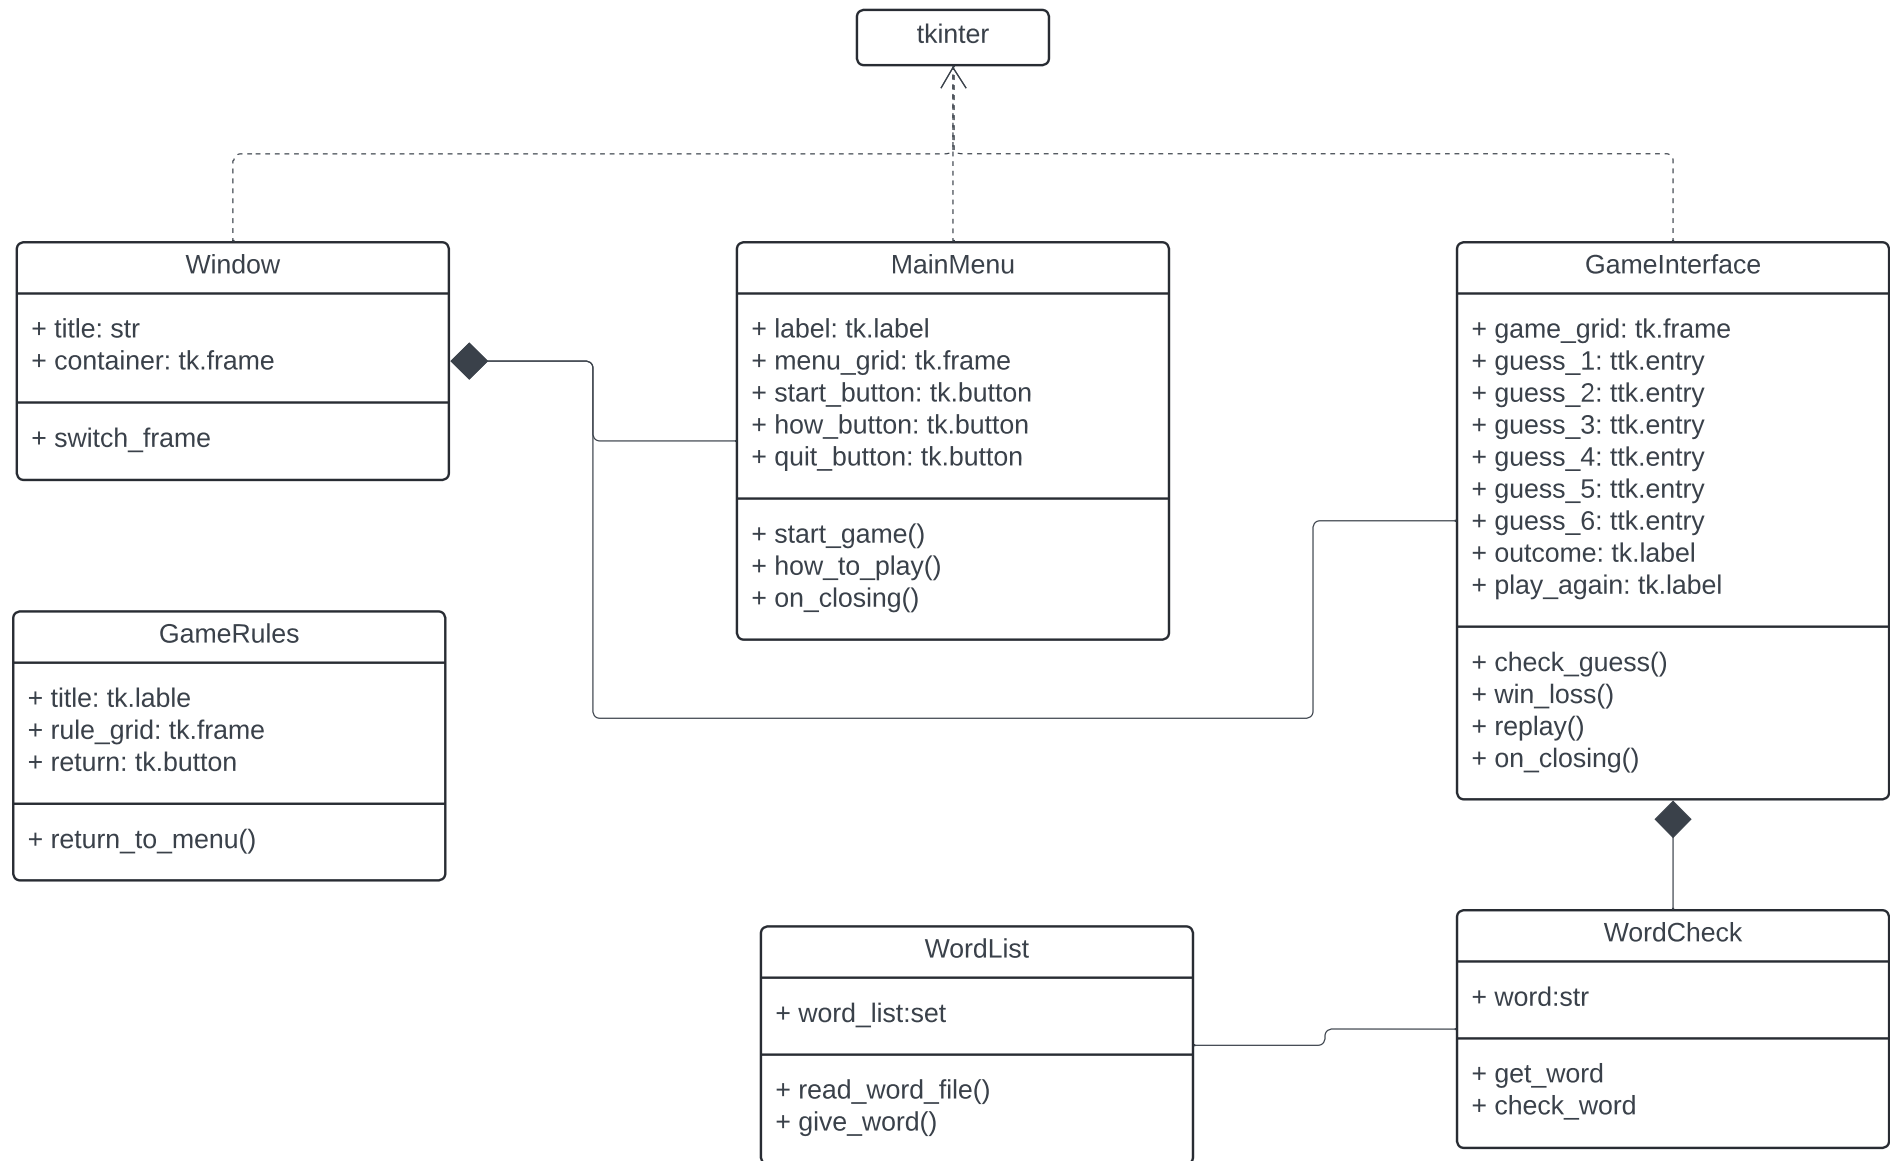 tkinter
Window
+ title: str
+ container: tk.frame
+ switch_frame
MainMenu
+ label: tk.label
+ menu_grid: tk.frame
+ start_button: tk.button
+ how_button: tk.button
+ quit_button: tk.button
+ start_game()
+ how_to_play()
+ on_closing()
GameInterface
+ game_grid: tk.frame
+ guess_1: ttk.entry
+ guess_2: ttk.entry
+ guess_3: ttk.entry
+ guess_4: ttk.entry
+ guess_5: ttk.entry
+ guess_6: ttk.entry
+ outcome: tk.label
+ play_again: tk.label
+ check_guess()
+ win_loss()
+ replay()
+ on_closing()
GameRules
+ title: tk.lable
+ rule_grid: tk.frame
+ return: tk.button
+ return_to_menu()
WordList
+ word_list:set
+ read_word_file()
+ give_word()
WordCheck
+ word:str
+ get_word
+ check_word